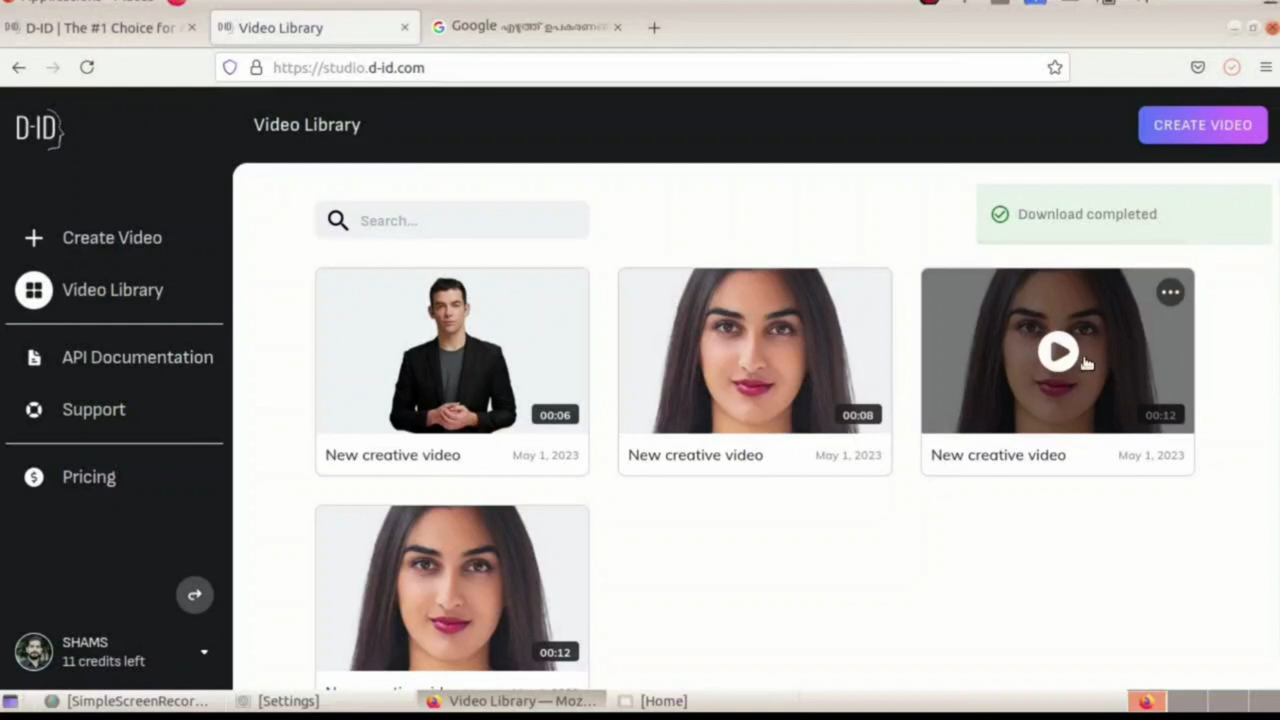 D-ID | The #1 Choice for
Video Library
Google എഴുത്ത് ഉപകരണ
https://studio.d-id.com
D-ID
Video Library
CREATE VIDEO
Search...
Download completed
Create Video
Video Library
API Documentation
Support
Pricing
00:06
New creative video May 1, 2023
00:08
New creative video May 1, 2023
00:12
New creative video May 1, 2023
00:12
SHAMS
11 credits left
[SimpleScreenRecor...
[Settings]
Video Library — Moz...
[Home]